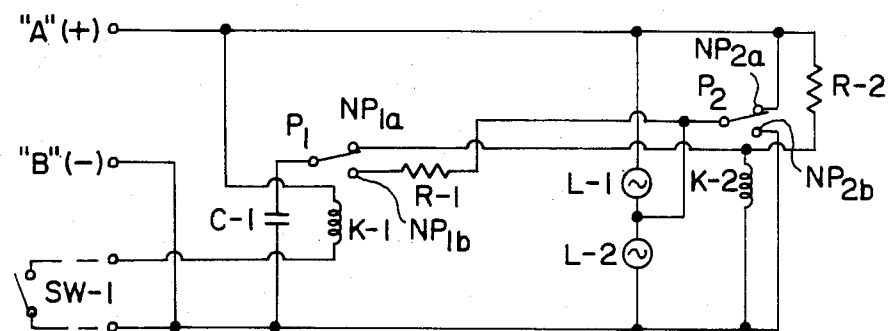 "A" (+)
NP2a
P2
R-2
NP1a
P1
"B" (-)
R-1
L-1
K-2
NP2b
C-1
K-1
NP1b
L-2
SW-1